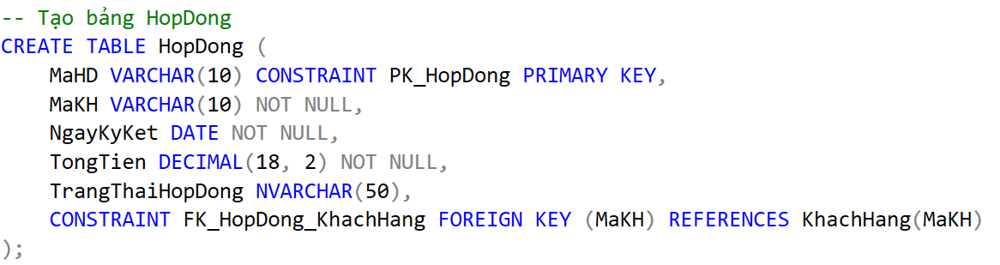 -- Tạo bảng HopDong
CREATE TABLE HopDong (
    MaHD VARCHAR(10) CONSTRAINT PK_HopDong PRIMARY KEY,
    MaKH VARCHAR(10) NOT NULL,
    NgayKyKet DATE NOT NULL,
    TongTien DECIMAL(18, 2) NOT NULL,
    TrangThaiHopDong NVARCHAR(50),
    CONSTRAINT FK_HopDong_KhachHang FOREIGN KEY (MaKH) REFERENCES KhachHang(MaKH)
);